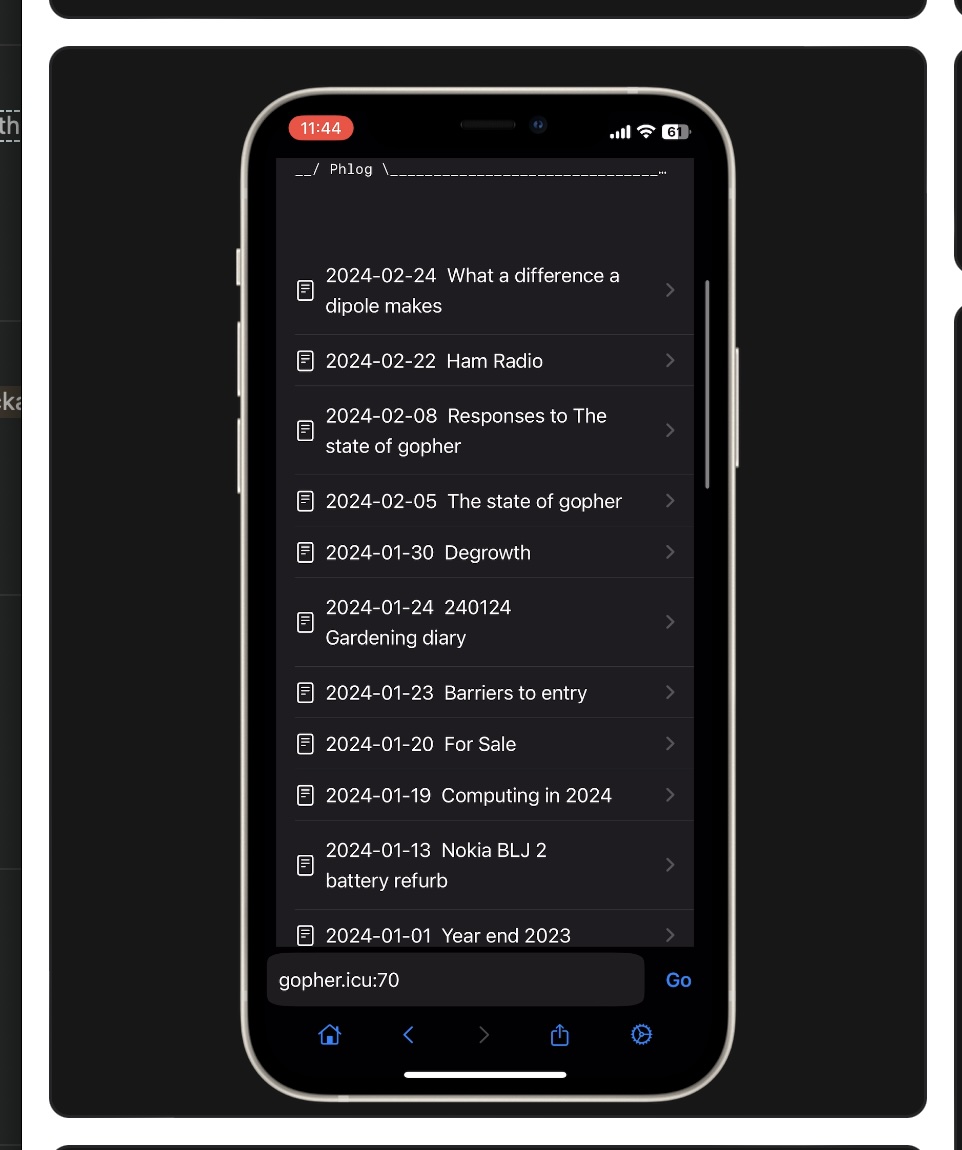 th
cka
11:44
61
__/ Phlog \_______________________________…
2024-02-24 What a difference a
dipole makes
2024-02-22 Ham Radio
2024-02-08 Responses to The
state of gopher
2024-02-05 The state of gopher
2024-01-30 Degrowth
2024-01-24 240124
Gardening diary
2024-01-23 Barriers to entry
2024-01-20 For Sale
2024-01-19 Computing in 2024
2024-01-13 Nokia BLJ 2
battery refurb
2024-01-01 Year end 2023
gopher.icu:70
Go